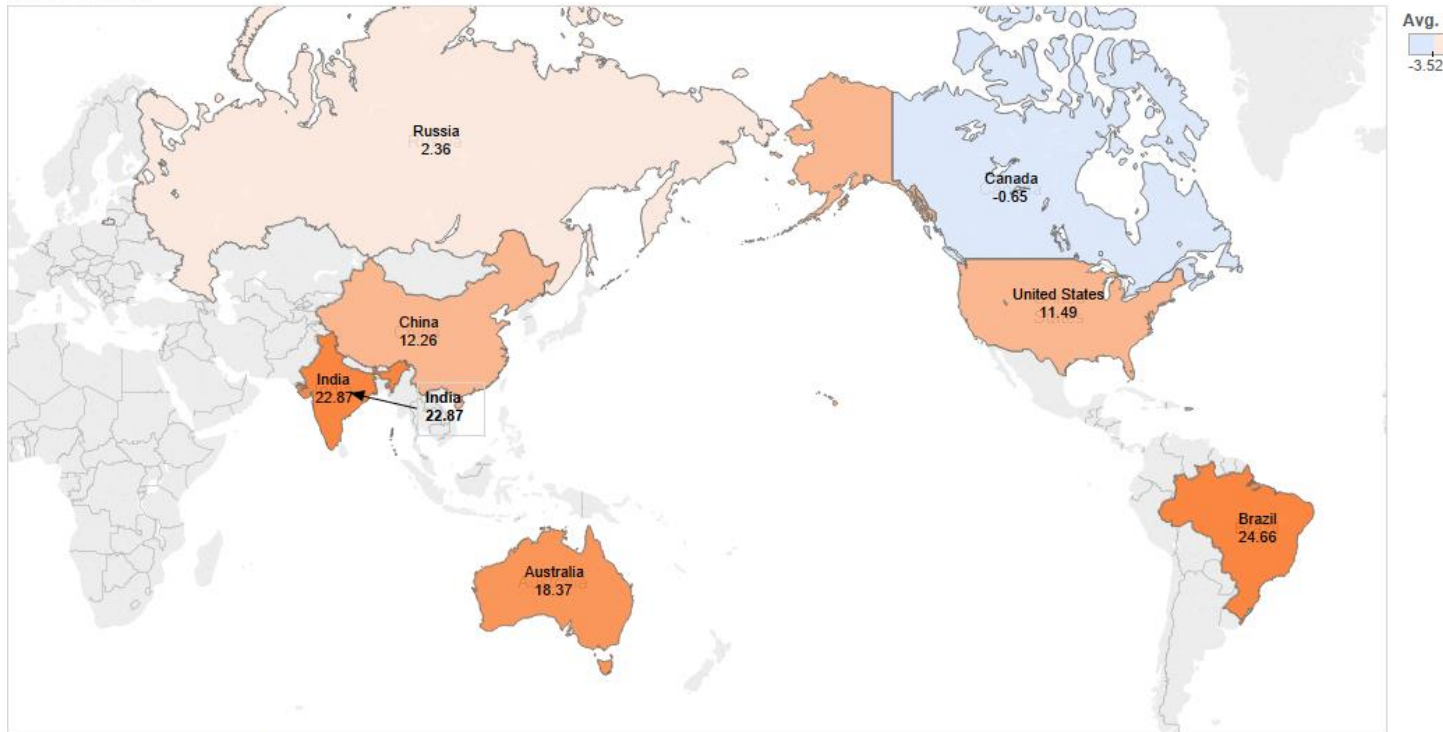 Avg.
-3.52
Russia
2.36
Canada
-0.65
United States
11.49
China
12.26
India
22.87
India
22.87
Brazil
24.66
Australia
18.37